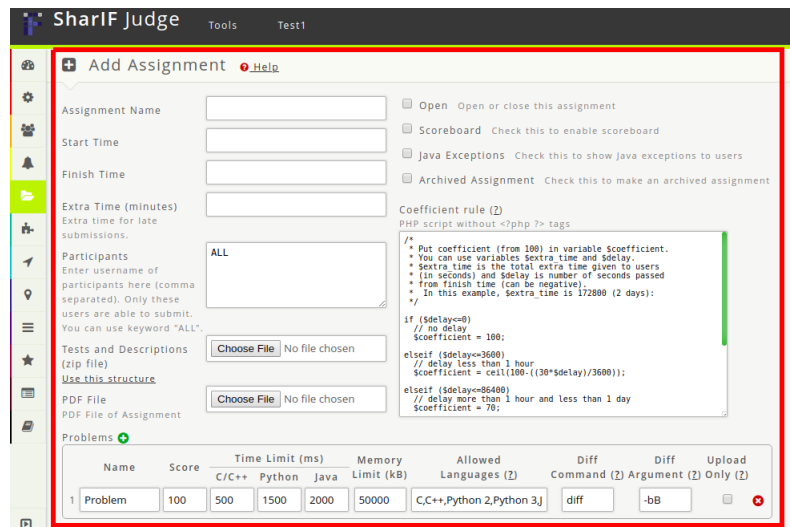 SharIF Judge
Tools
Test1
Add Assignment
Help
Assignment Name
Start Time
Finish Time
Extra Time (minutes)
Extra time for late
submissions.
Participants
Enter username of
participants here (comma
separated). Only these
users are able to submit.
You can use keyword "ALL".
ALL
Tests and Descriptions
(zip file)
Use this structure
Choose File No file chosen
PDF File
PDF File of Assignment
Choose File No file chosen
Open Open or close this assignment
Scoreboard Check this to enable scoreboard
Java Exceptions Check this to show Java exceptions to users
Archived Assignment Check this to make an archived assignment
Coefficient rule (?)
PHP script without <?php ?> tags
/*
* Put coefficient (from 100) in variable $coefficient.
* You can use variables $extra_time and $delay.
* $extra_time is the total extra time given to users
* (in seconds) and $delay is number of seconds passed
* from finish time (can be negative).
* In this example, $extra_time is 172800 (2 days):
*/
if ($delay<=0)
// no delay
$coefficient = 100;
elseif ($delay<=3600)
// delay less than 1 hour
$coefficient = ceil(100-((30*$delay)/3600));
elseif ($delay<=86400)
// delay more than 1 hour and less than 1 day
$coefficient = 70;
Problems
Name Score Time Limit (ms) Memory Limit (kB) Allowed Languages (?) Diff Command (?) Diff Argument (?) Upload Only (?)
C/C++ Python Java
1 Problem 100 500 1500 2000 50000 C,C++,Python 2,Python 3,J diff -bB